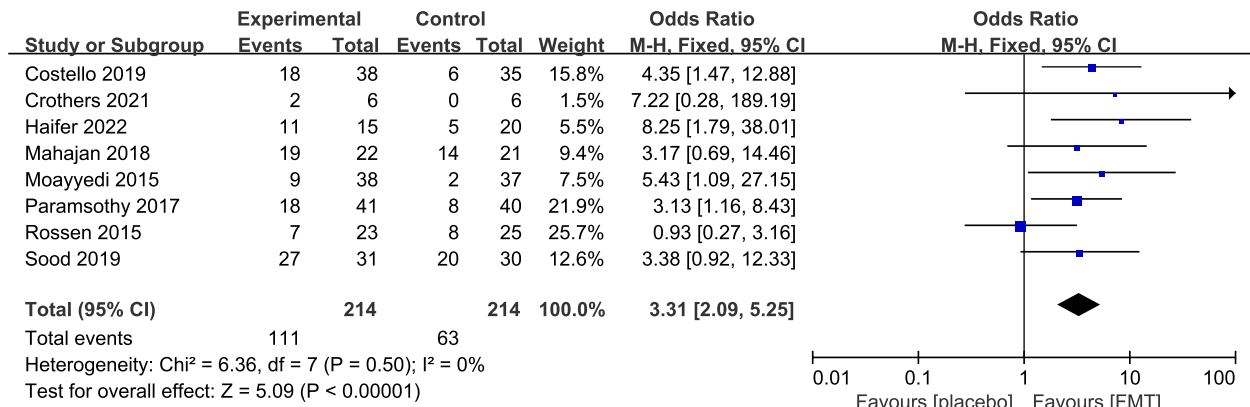 Experimental Control Odds Ratio Odds Ratio
Study or Subgroup Events Total Events Total Weight M-H, Fixed, 95% CI M-H, Fixed, 95% CI
Costello 2019 18 38 6 35 15.8% 4.35 [1.47, 12.88]
Crothers 2021 2 6 0 6 1.5% 7.22 [0.28, 189.19]
Haifer 2022 11 15 5 20 5.5% 8.25 [1.79, 38.01]
Mahajan 2018 19 22 14 21 9.4% 3.17 [0.69, 14.46]
Moayyedi 2015 9 38 2 37 7.5% 5.43 [1.09, 27.15]
Paramsothy 2017 18 41 8 40 21.9% 3.13 [1.16, 8.43]
Rossen 2015 7 23 8 25 25.7% 0.93 [0.27, 3.16]
Sood 2019 27 31 20 30 12.6% 3.38 [0.92, 12.33]
Total (95% CI) 214 214 100.0% 3.31 [2.09, 5.25]
Total events 111 63
Heterogeneity: Chi² = 6.36, df = 7 (P = 0.50); I² = 0%
Test for overall effect: Z = 5.09 (P < 0.00001)
0.01 0.1 1 10 100
Favours [placebo] Favours [FMT]